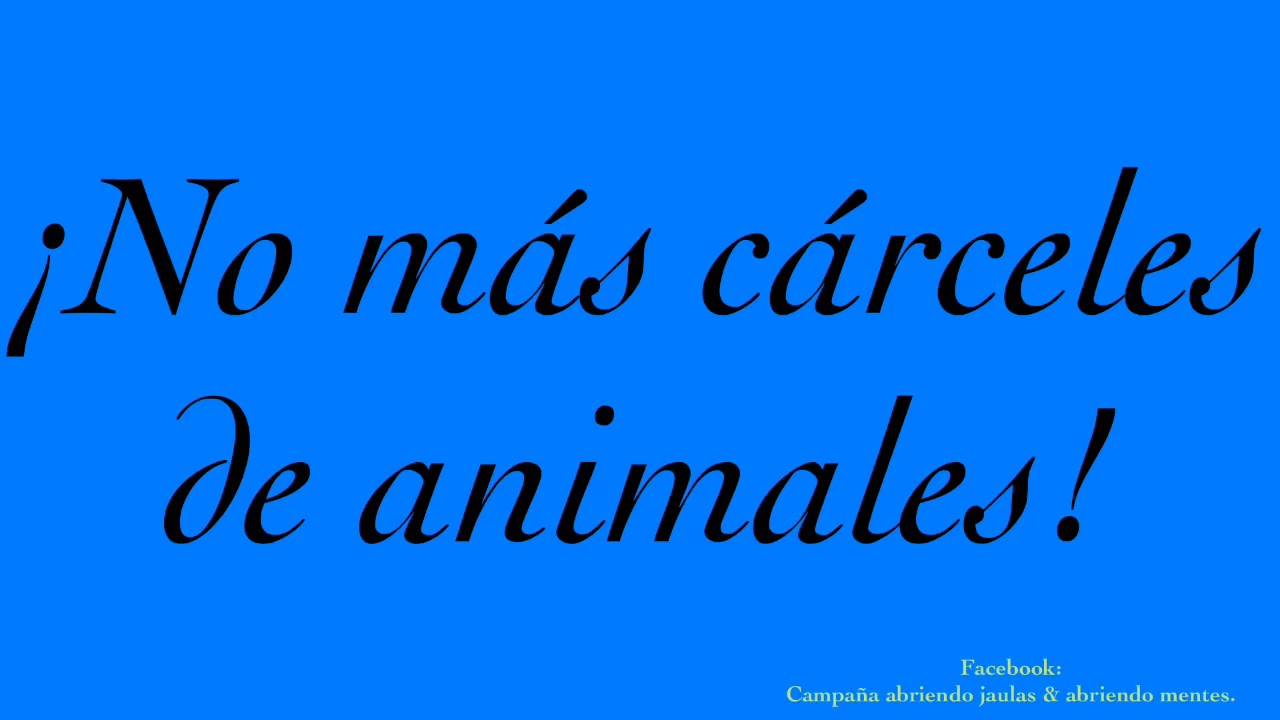 ¡No más cárceles
de animales!
Facebook:
Campaña abriendo jaulas & abriendo mentes.